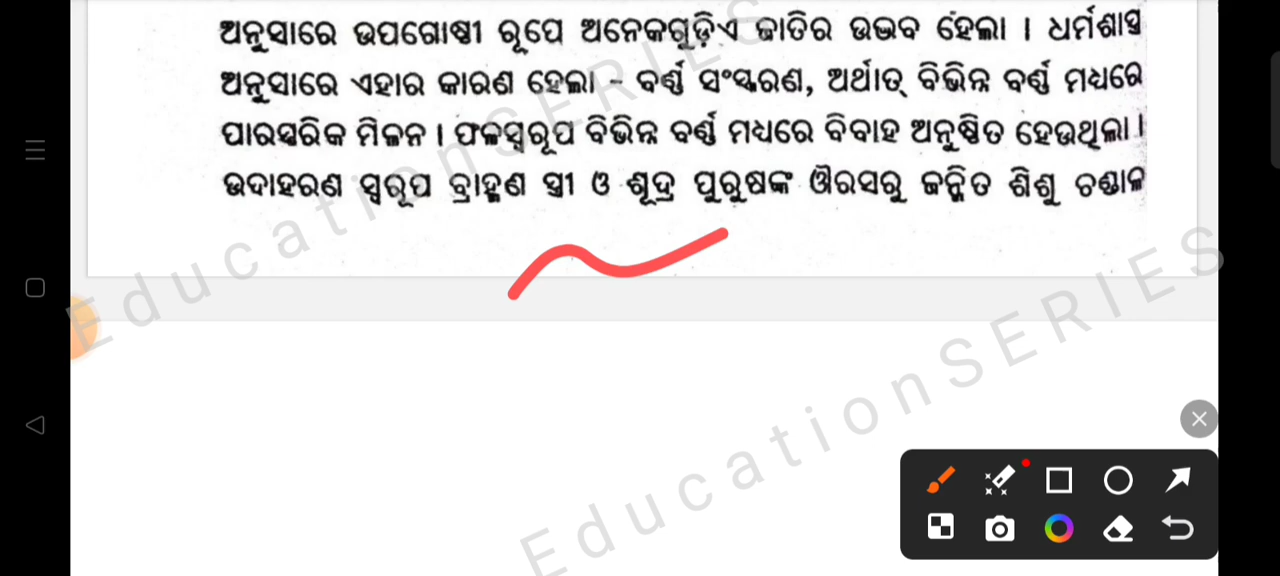 ଅନୁସାରେ ଉପଗୋଷ୍ଠୀ ରୂପେ ଅନେକଗୁଡ଼ିଏ ଜାତିର ଉଦ୍ଭବ ହେଲା । ଧର୍ମଶାସ୍ତ୍ର
ଅନୁସାରେ ଏହାର କାରଣ ହେଲା - ବର୍ଣ୍ଣ ସଂସ୍କରଣ, ଅର୍ଥାତ୍ ବିଭିନ୍ନ ବର୍ଣ୍ଣ ମଧ୍ୟରେ
ପାରସ୍ପରିକ ମିଳନ । ଫଳସ୍ୱରୂପ ବିଭିନ୍ନ ବର୍ଣ୍ଣ ମଧ୍ୟରେ ବିବାହ ଅନୁଷ୍ଠିତ ହେଉଥିଲା ।
ଉଦାହରଣ ସ୍ୱରୂପ ବ୍ରାହ୍ମଣ ସ୍ତ୍ରୀ ଓ ଶୂଦ୍ର ପୁରୁଷଙ୍କ ଔରସରୁ ଜନ୍ମିତ ଶିଶୁ ଚଣ୍ଡାଳ
EducationSERIES
EducationSERIES